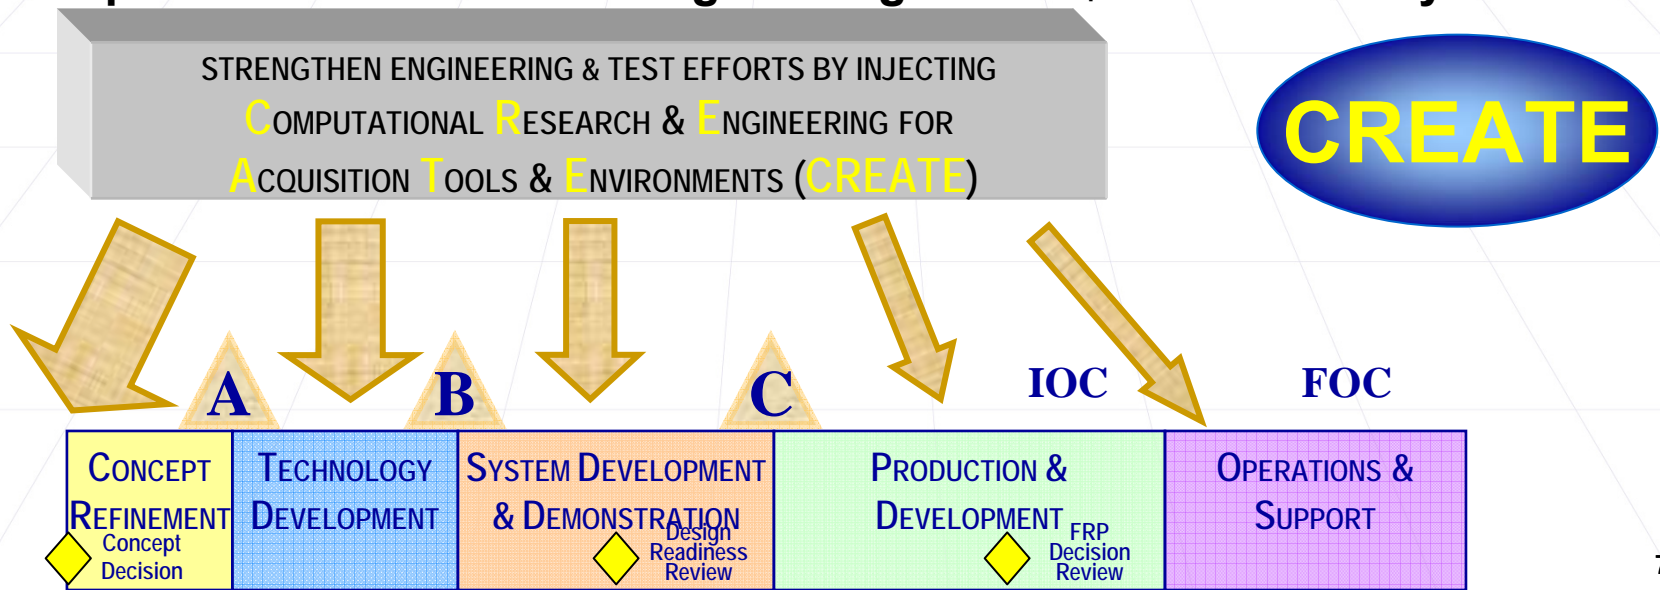 STRENGTHEN ENGINEERING & TEST EFFORTS BY INJECTING
COMPUTATIONAL RESEARCH & ENGINEERING FOR
ACQUISITION TOOLS & ENVIRONMENTS (CREATE)
CREATE
A
B
C
IOC
FOC
CONCEPT
REFINEMENT
Concept
Decision
TECHNOLOGY
DEVELOPMENT
SYSTEM DEVELOPMENT
& DEMONSTRATION
Design
Readiness
Review
PRODUCTION &
DEVELOPMENT
FRP
Decision
Review
OPERATIONS &
SUPPORT
7